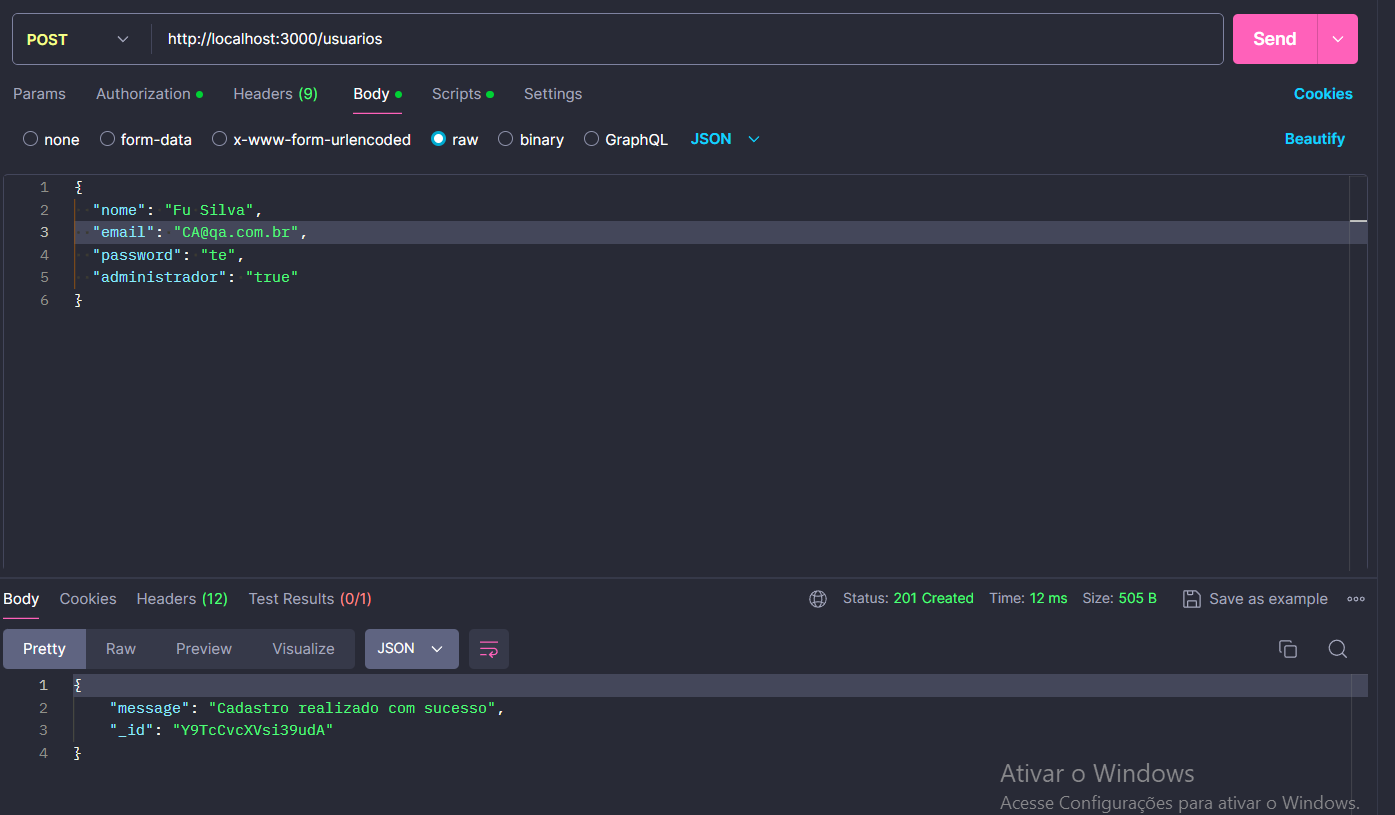 POST http://localhost:3000/usuarios Send
Params Authorization Headers (9) Body Scripts Settings Cookies
none form-data x-www-form-urlencoded raw binary GraphQL JSON Beautify
1 {
2 "nome": "Fu Silva",
3 "email": "CA@qa.com.br",
4 "password": "te",
5 "administrador": "true"
6 }
Body Cookies Headers (12) Test Results (0/1) Status: 201 Created Time: 12 ms Size: 505 B Save as example
Pretty Raw Preview Visualize JSON
1 {
2 "message": "Cadastro realizado com sucesso",
3 "_id": "Y9TcCvcXVsi39udA"
4 }
Ativar o Windows
Acesse Configurações para ativar o Windows.